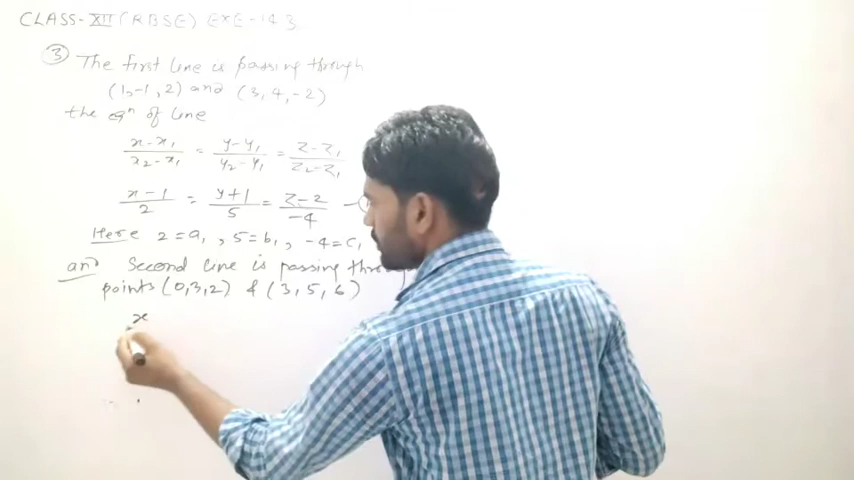 CLASS-XII (RBSE) EXE-14.3
③ The first line is passing through
(1,-1,2) and (3,4,-2)
the eqⁿ of line
x-x₁/x₂-x₁ = y-y₁/y₂-y₁ = z-z₁/z₂-z₁
x-1/2 = y+1/5 = z-2/-4
Here 2=a₁, 5=b₁, -4=c₁
and Second line is passing through
points (0,3,2) & (3,5,6)
x